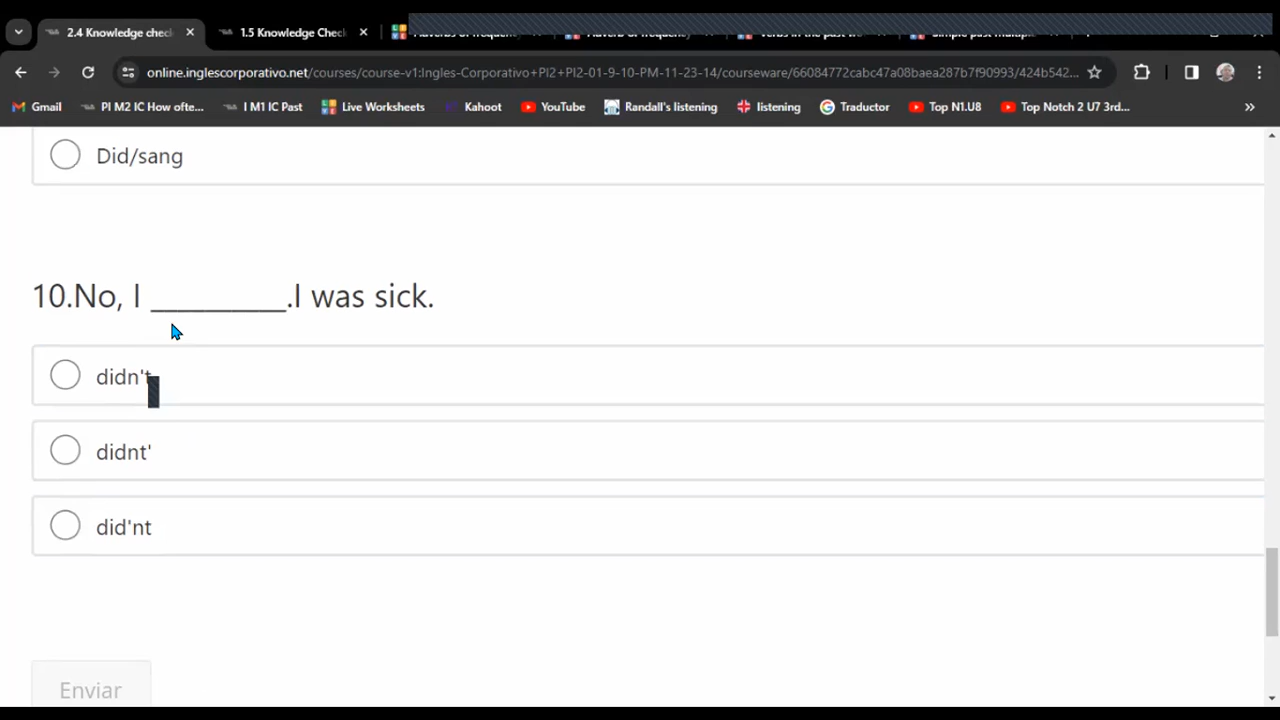 2.4 Knowledge chec
1.5 Knowledge Check
online.inglescorporativo.net/courses/course-v1:Ingles-Corporativo+PI2+PI2-01-9-10-PM-11-23-14/courseware/66084772cabc47a08baea287b7f90993/424b542...
Gmail
PI M2 IC How ofte...
I M1 IC Past
Live Worksheets
Kahoot
YouTube
Randall's listening
listening
Traductor
Top N1.U8
Top Notch 2 U7 3rd...
»
Did/sang
10.No, I __________.I was sick.
didn't
didnt'
did'nt
Enviar